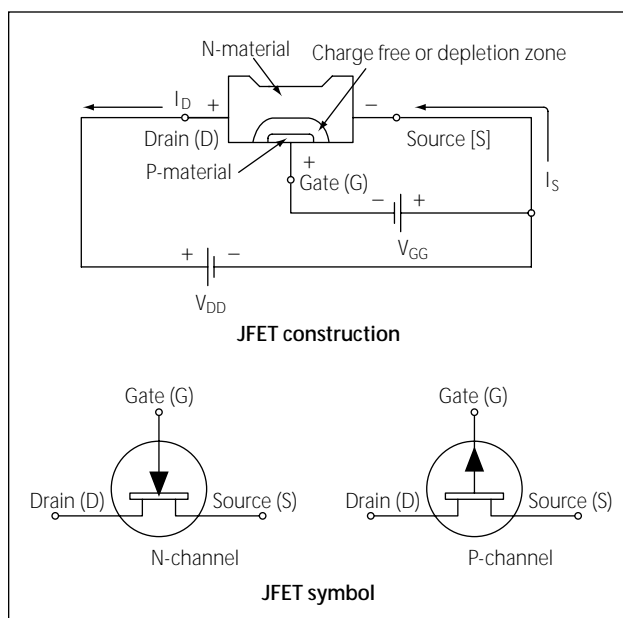 N-material
Charge free or depletion zone
I_D
+
−
Drain (D)
Source [S]
P-material
+
Gate (G)
I_S
− +
V_GG
+ −
V_DD
JFET construction
Gate (G)
Gate (G)
Drain (D)
Source (S)
Drain (D)
Source (S)
N-channel
P-channel
JFET symbol